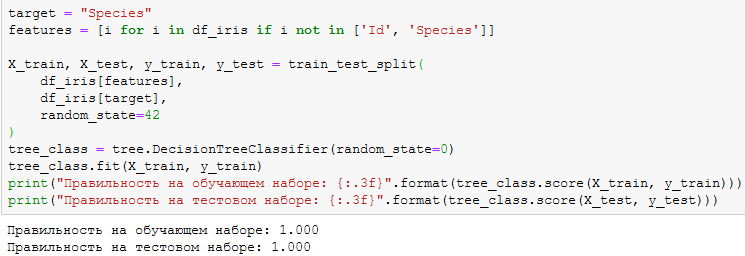 target = "Species"
features = [i for i in df_iris if i not in ['Id', 'Species']]
X_train, X_test, y_train, y_test = train_test_split(
    df_iris[features],
    df_iris[target],
    random_state=42
)
tree_class = tree.DecisionTreeClassifier(random_state=0)
tree_class.fit(X_train, y_train)
print("Правильность на обучающем наборе: {:.3f}".format(tree_class.score(X_train, y_train)))
print("Правильность на тестовом наборе: {:.3f}".format(tree_class.score(X_test, y_test)))
Правильность на обучающем наборе: 1.000
Правильность на тестовом наборе: 1.000